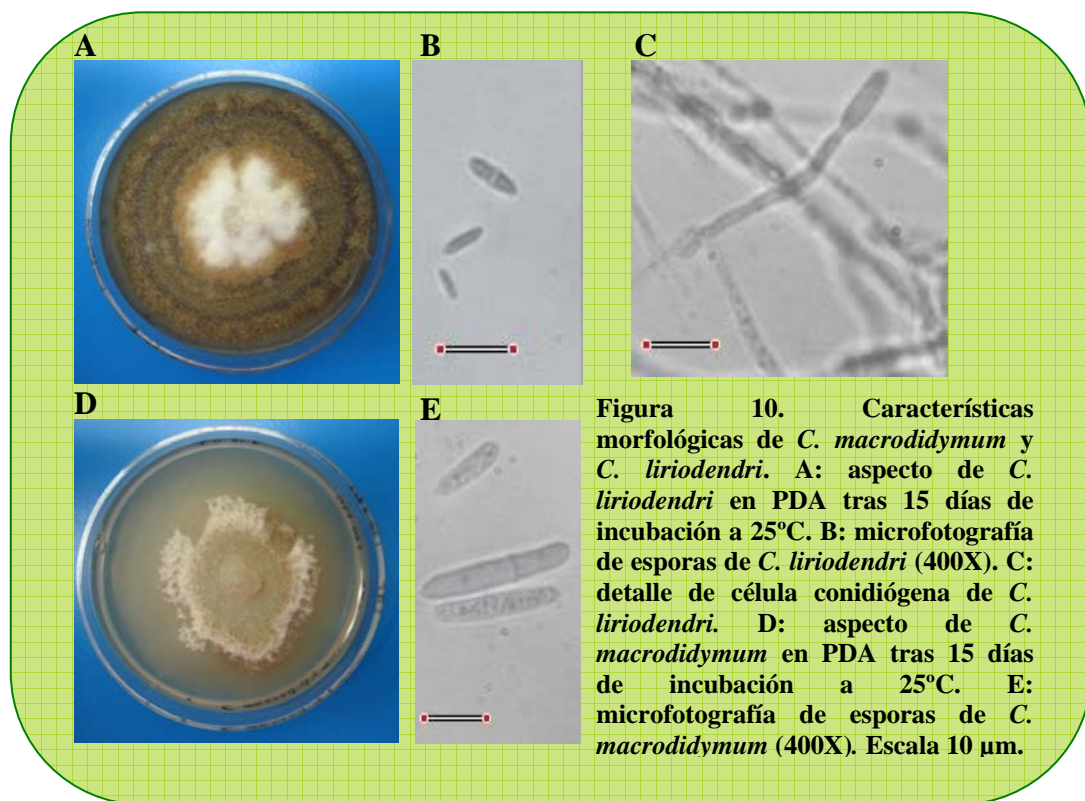 A
B
C
D
E
Figura 10. Características
morfológicas de C. macrodidymum y
C. liriodendri. A: aspecto de C.
liriodendri en PDA tras 15 días de
incubación a 25ºC. B: microfotografía
de esporas de C. liriodendri (400X). C:
detalle de célula conidiógena de C.
liriodendri. D: aspecto de C.
macrodidymum en PDA tras 15 días
de incubación a 25ºC. E:
microfotografía de esporas de C.
macrodidymum (400X). Escala 10 µm.